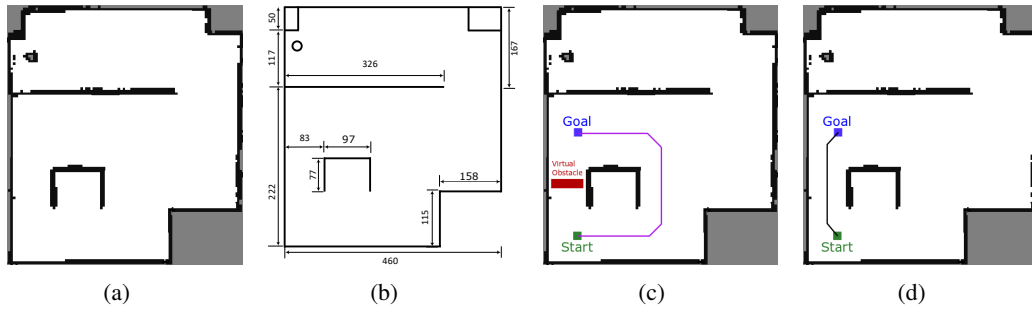 50
117
167
326
83
97
77
222
158
115
460
Goal
Virtual
Obstacle
Start
Goal
Start
(a)
(b)
(c)
(d)